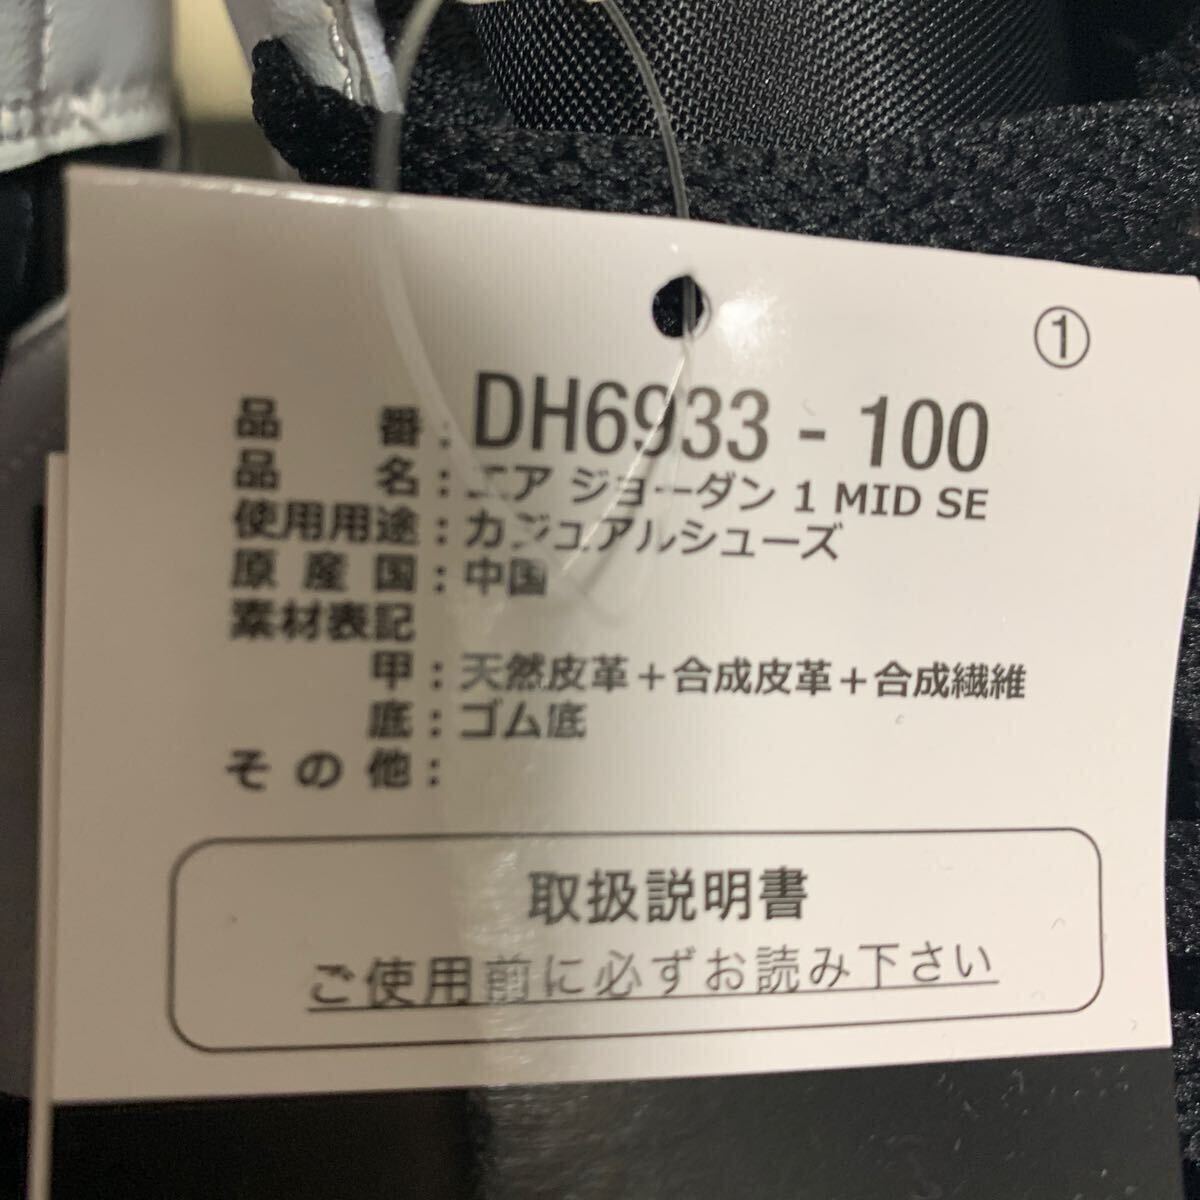 ①
品番:DH6933-100
品名:エア ジョーダン 1 MID SE
使用用途:カジュアルシューズ
原産国:中国
素材表記
甲:天然皮革+合成皮革+合成繊維
底:ゴム底
その他:
取扱説明書
ご使用前に必ずお読み下さい